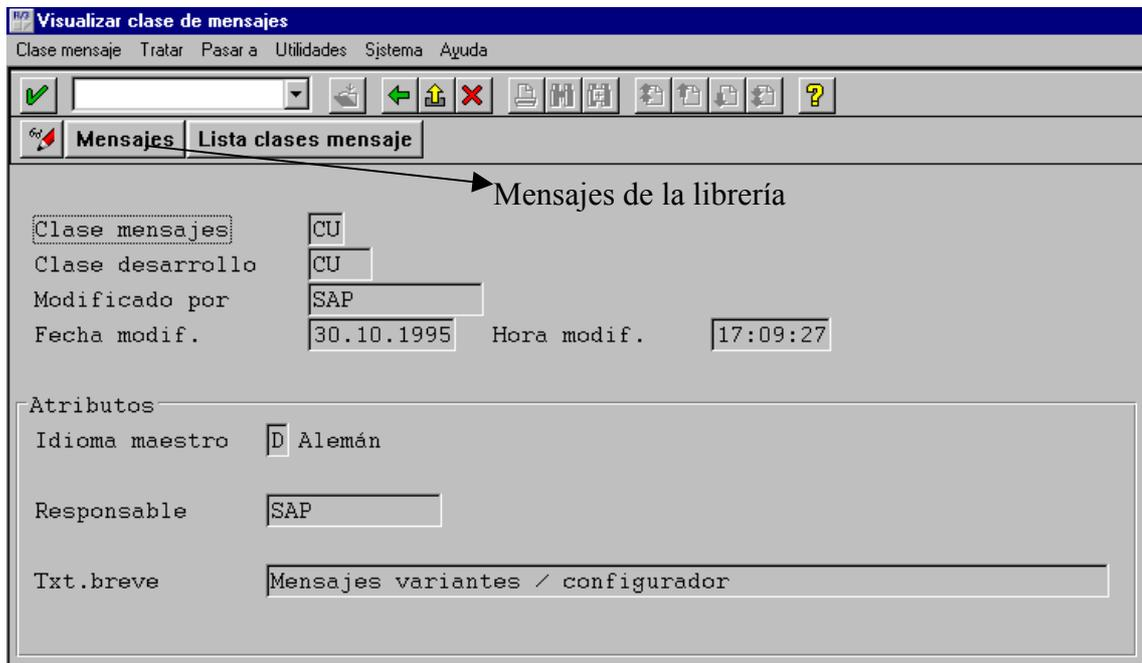 Visualizar clase de mensajes
Clase mensaje Tratar Pasar a Utilidades Sistema Ayuda
Mensajes Lista clases mensaje
Mensajes de la librería
Clase mensajes CU
Clase desarrollo CU
Modificado por SAP
Fecha modif. 30.10.1995 Hora modif. 17:09:27
Atributos
Idioma maestro D Alemán
Responsable SAP
Txt.breve Mensajes variantes / configurador